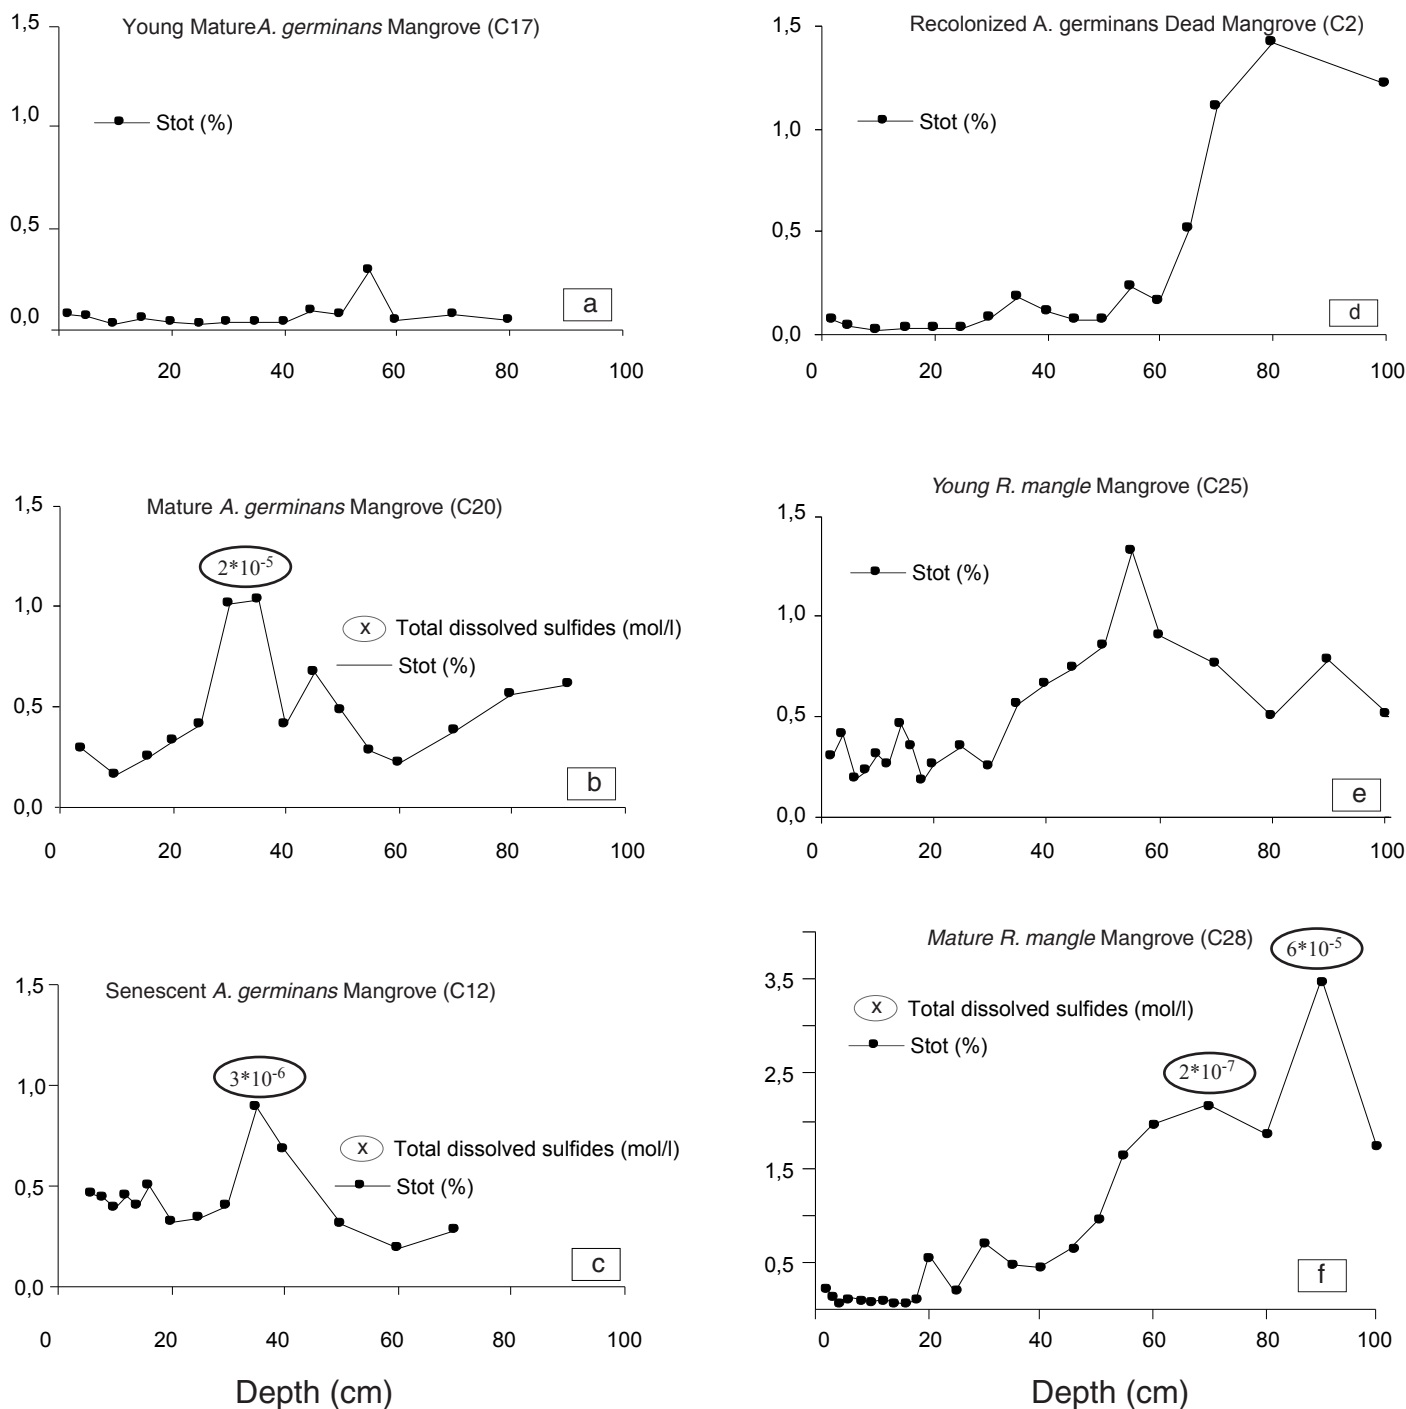 Young Mature A. germinans Mangrove (C17)
1,5
1,0
0,5
0,0
Stot (%)
a
20 40 60 80 100
Mature A. germinans Mangrove (C20)
1,5
1,0
0,5
0,0
2*10-5
x Total dissolved sulfides (mol/l)
Stot (%)
b
0 20 40 60 80 100
Senescent A. germinans Mangrove (C12)
1,5
1,0
0,5
0,0
3*10-6
x Total dissolved sulfides (mol/l)
Stot (%)
c
0 20 40 60 80 100
Depth (cm)
Recolonized A. germinans Dead Mangrove (C2)
1,5
1,0
0,5
0,0
Stot (%)
d
0 20 40 60 80 100
Young R. mangle Mangrove (C25)
1,5
1,0
0,5
0,0
Stot (%)
e
0 20 40 60 80 100
Mature R. mangle Mangrove (C28)
3,5
2,5
1,5
0,5
6*10-5
x Total dissolved sulfides (mol/l)
Stot (%)
2*10-7
f
0 20 40 60 80 100
Depth (cm)